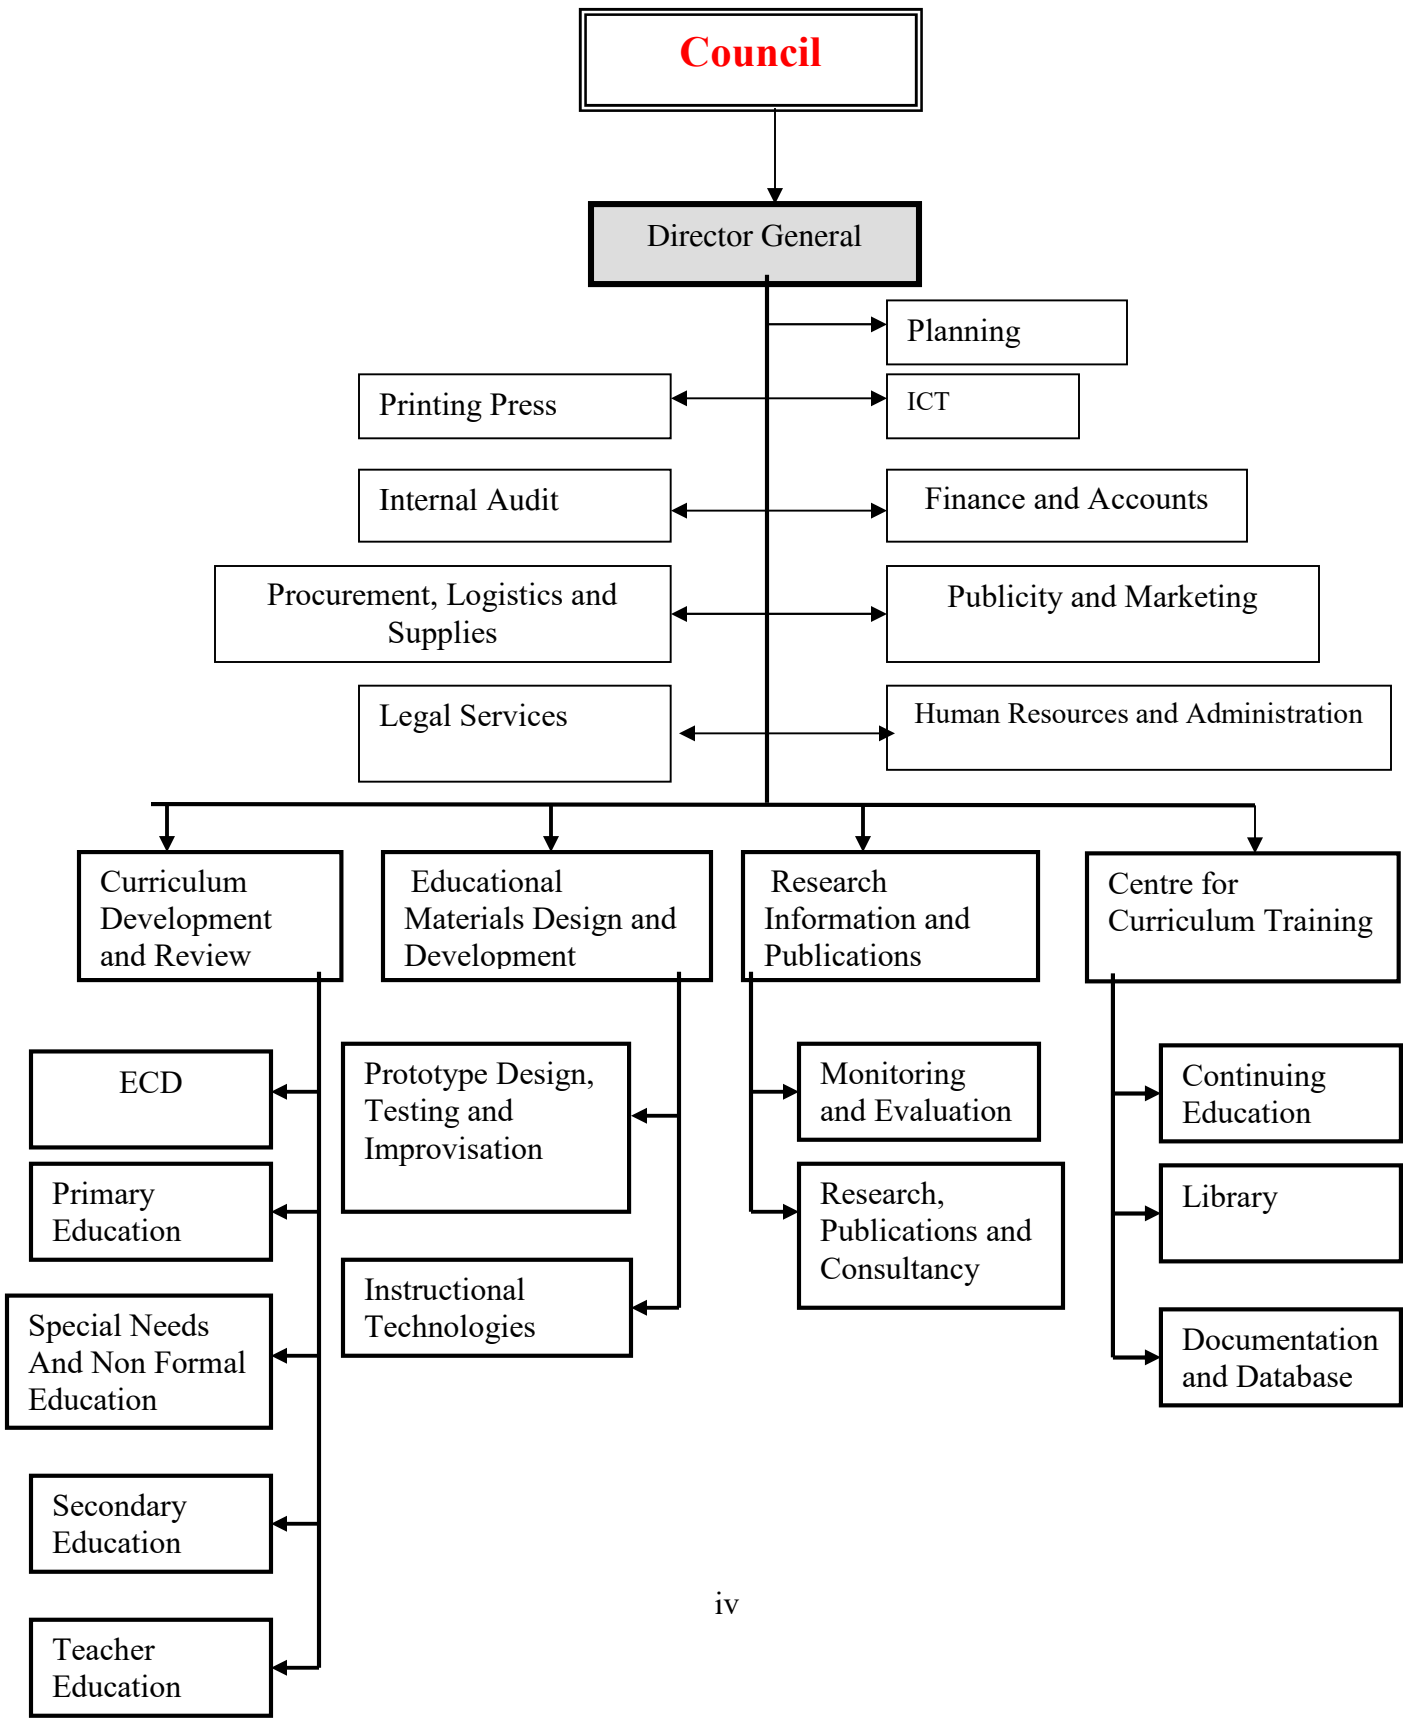 Council
Director General
Planning
Printing Press
ICT
Internal Audit
Finance and Accounts
Procurement, Logistics and
Supplies
Publicity and Marketing
Legal Services
Human Resources and Administration
Curriculum
Development
and Review
Educational
Materials Design and
Development
Research
Information and
Publications
Centre for
Curriculum Training
ECD
Primary
Education
Special Needs
And Non Formal
Education
Secondary
Education
Teacher
Education
Prototype Design,
Testing and
Improvisation
Instructional
Technologies
Monitoring
and Evaluation
Research,
Publications and
Consultancy
Continuing
Education
Library
Documentation
and Database
iv